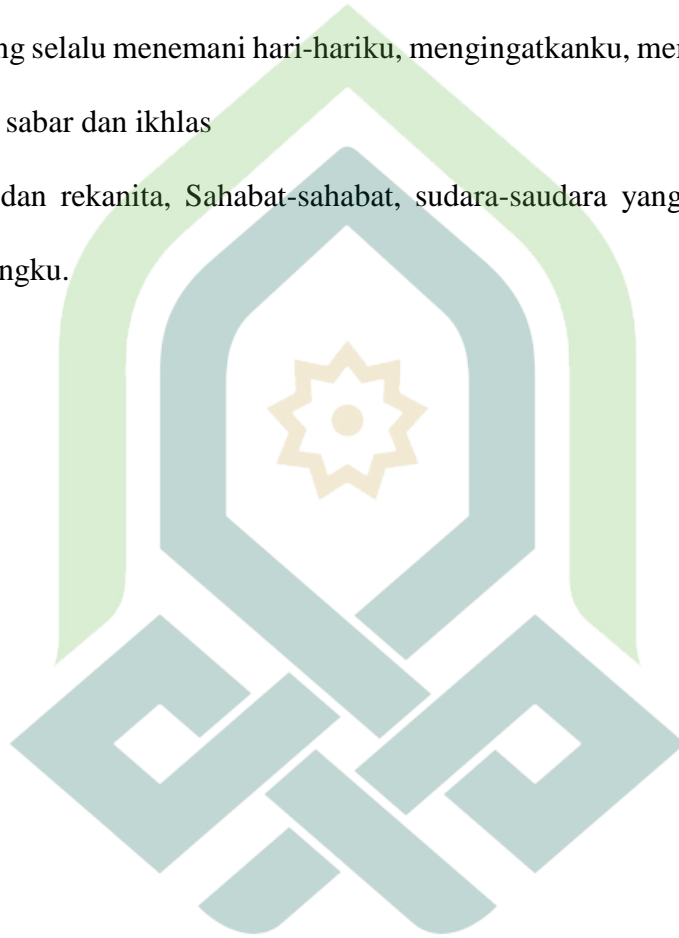 ng selalu menemani hari-hariku, mengingatkanku, me
sabar dan ikhlas
dan rekanita, Sahabat-sahabat, sudara-saudara yang
ngku.